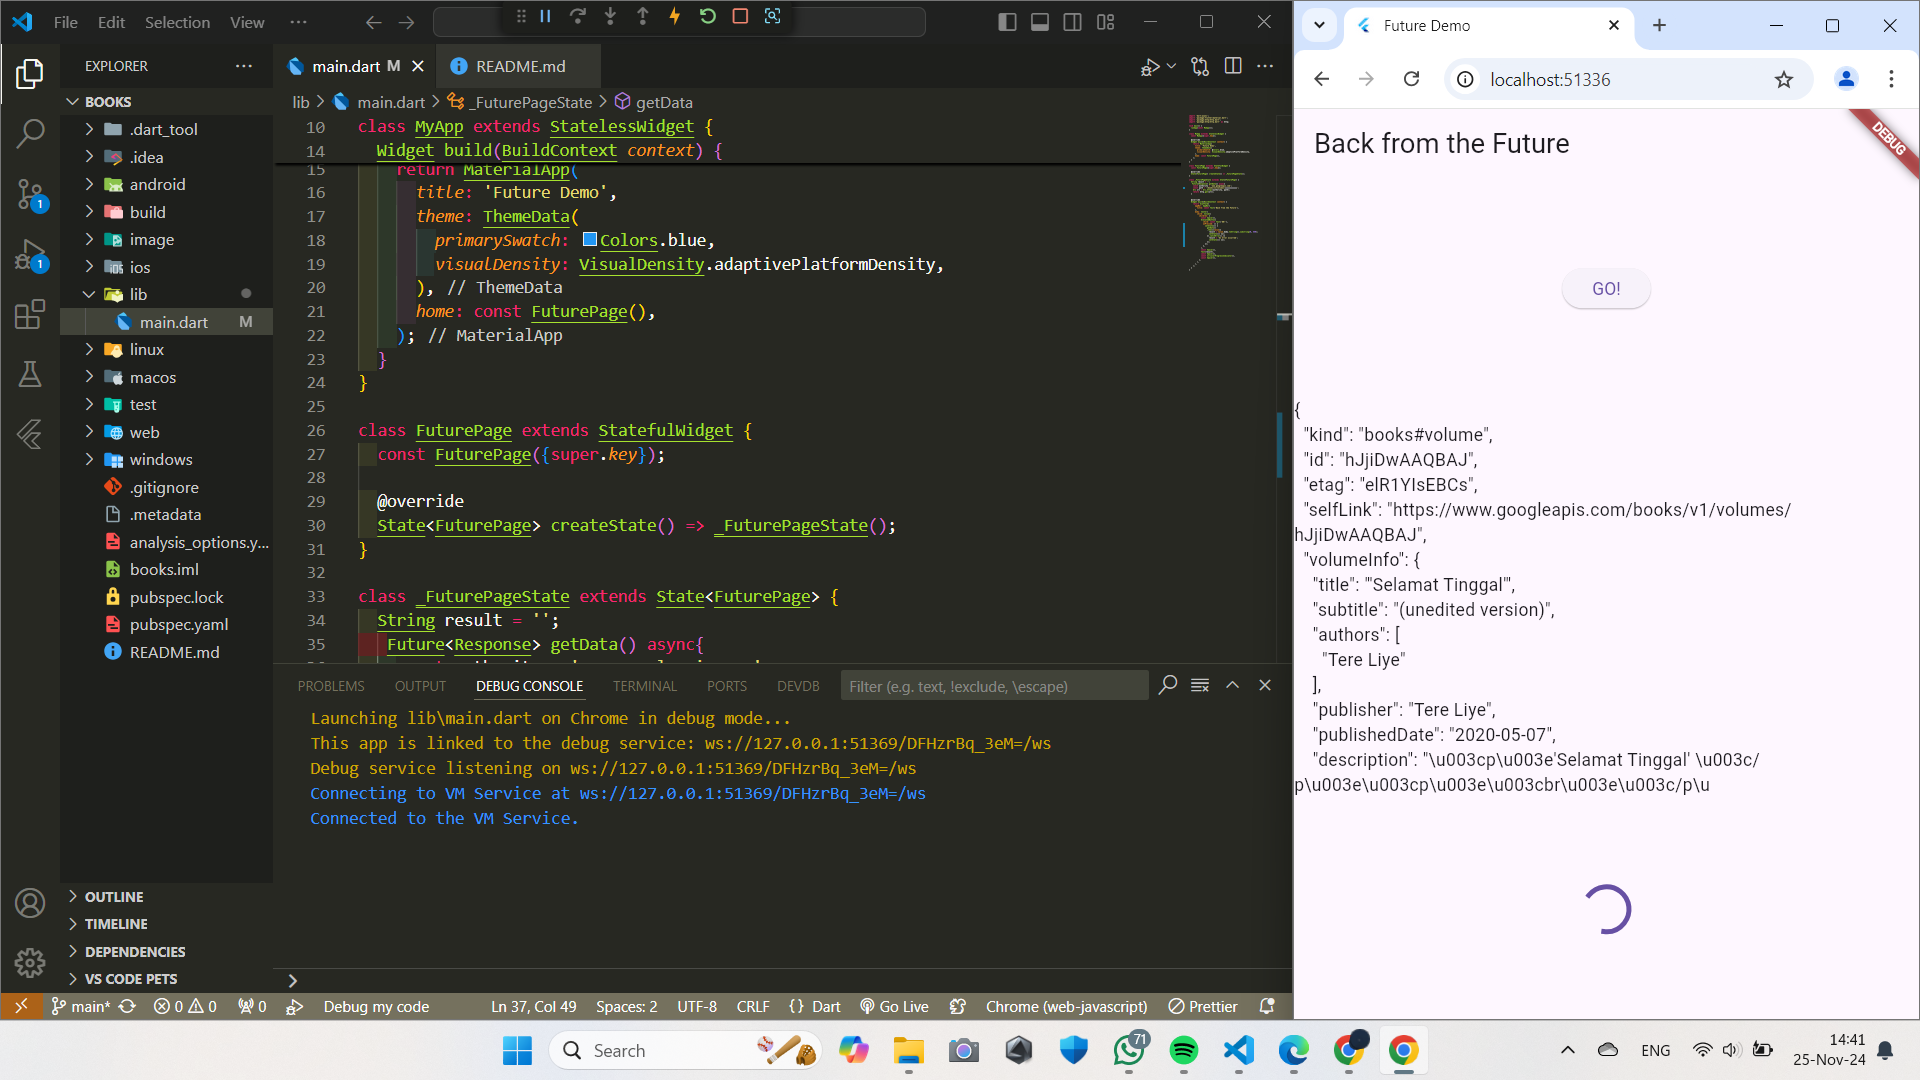 File Edit Selection View ···
EXPLORER ···
BOOKS
.dart_tool
.idea
android
build
image
ios
lib
main.dart M
linux
macos
test
web
windows
.gitignore
.metadata
analysis_options.y...
books.iml
pubspec.lock
pubspec.yaml
README.md
OUTLINE
TIMELINE
DEPENDENCIES
VS CODE PETS
1
1
main.dart M
README.md
lib > main.dart > _FuturePageState > getData
10 class MyApp extends StatelessWidget {
14 Widget build(BuildContext context) {
15 return MaterialApp(
16 title: 'Future Demo',
17 theme: ThemeData(
18 primarySwatch: Colors.blue,
19 visualDensity: VisualDensity.adaptivePlatformDensity,
20 ), // ThemeData
21 home: const FuturePage(),
22 ); // MaterialApp
23 }
24 }
25
26 class FuturePage extends StatefulWidget {
27 const FuturePage({super.key});
28
29 @override
30 State<FuturePage> createState() => _FuturePageState();
31 }
32
33 class _FuturePageState extends State<FuturePage> {
34 String result = '';
35 Future<Response> getData() async{
PROBLEMS OUTPUT DEBUG CONSOLE TERMINAL PORTS DEVDB Filter (e.g. text, !exclude, \escape)
Launching lib\main.dart on Chrome in debug mode...
This app is linked to the debug service: ws://127.0.0.1:51369/DFHzrBq_3eM=/ws
Debug service listening on ws://127.0.0.1:51369/DFHzrBq_3eM=/ws
Connecting to VM Service at ws://127.0.0.1:51369/DFHzrBq_3eM=/ws
Connected to the VM Service.
>
main* 0 0 0 Debug my code Ln 37, Col 49 Spaces: 2 UTF-8 CRLF {} Dart Go Live Chrome (web-javascript) Prettier
Future Demo
localhost:51336
Back from the Future
DEBUG
GO!
{
"kind": "books#volume",
"id": "hJjiDwAAQBAJ",
"etag": "elR1YIsEBCs",
"selfLink": "https://www.googleapis.com/books/v1/volumes/
hJjiDwAAQBAJ",
"volumeInfo": {
"title": "'Selamat Tinggal'",
"subtitle": "(unedited version)",
"authors": [
"Tere Liye"
],
"publisher": "Tere Liye",
"publishedDate": "2020-05-07",
"description": "\u003cp\u003e'Selamat Tinggal' \u003c/
p\u003e\u003cp\u003e\u003cbr\u003e\u003c/p\u
Search
71
ENG
14:41
25-Nov-24